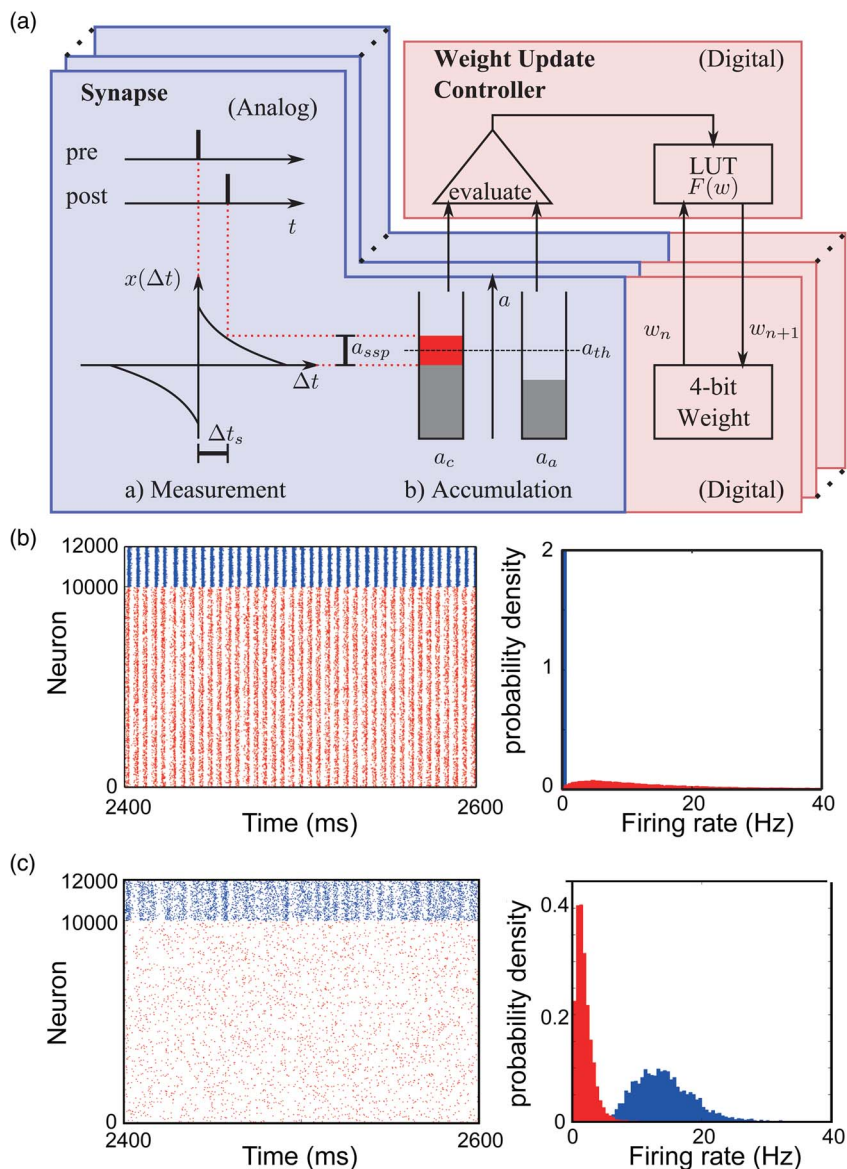 (a)
Synapse
(Analog)
pre
post
t
x(Δt)
Δt
Δt_s
a_ssp
a) Measurement
Weight Update
Controller
(Digital)
evaluate
LUT
F(w)
a
a_th
w_n
w_{n+1}
4-bit
Weight
a_c
a_a
b) Accumulation
(Digital)
(b)
12000
10000
Neuron
0
2400
2600
Time (ms)
2
probability density
1
0
0
20
40
Firing rate (Hz)
(c)
12000
10000
Neuron
0
2400
2600
Time (ms)
0.4
probability density
0.2
0
0
20
40
Firing rate (Hz)